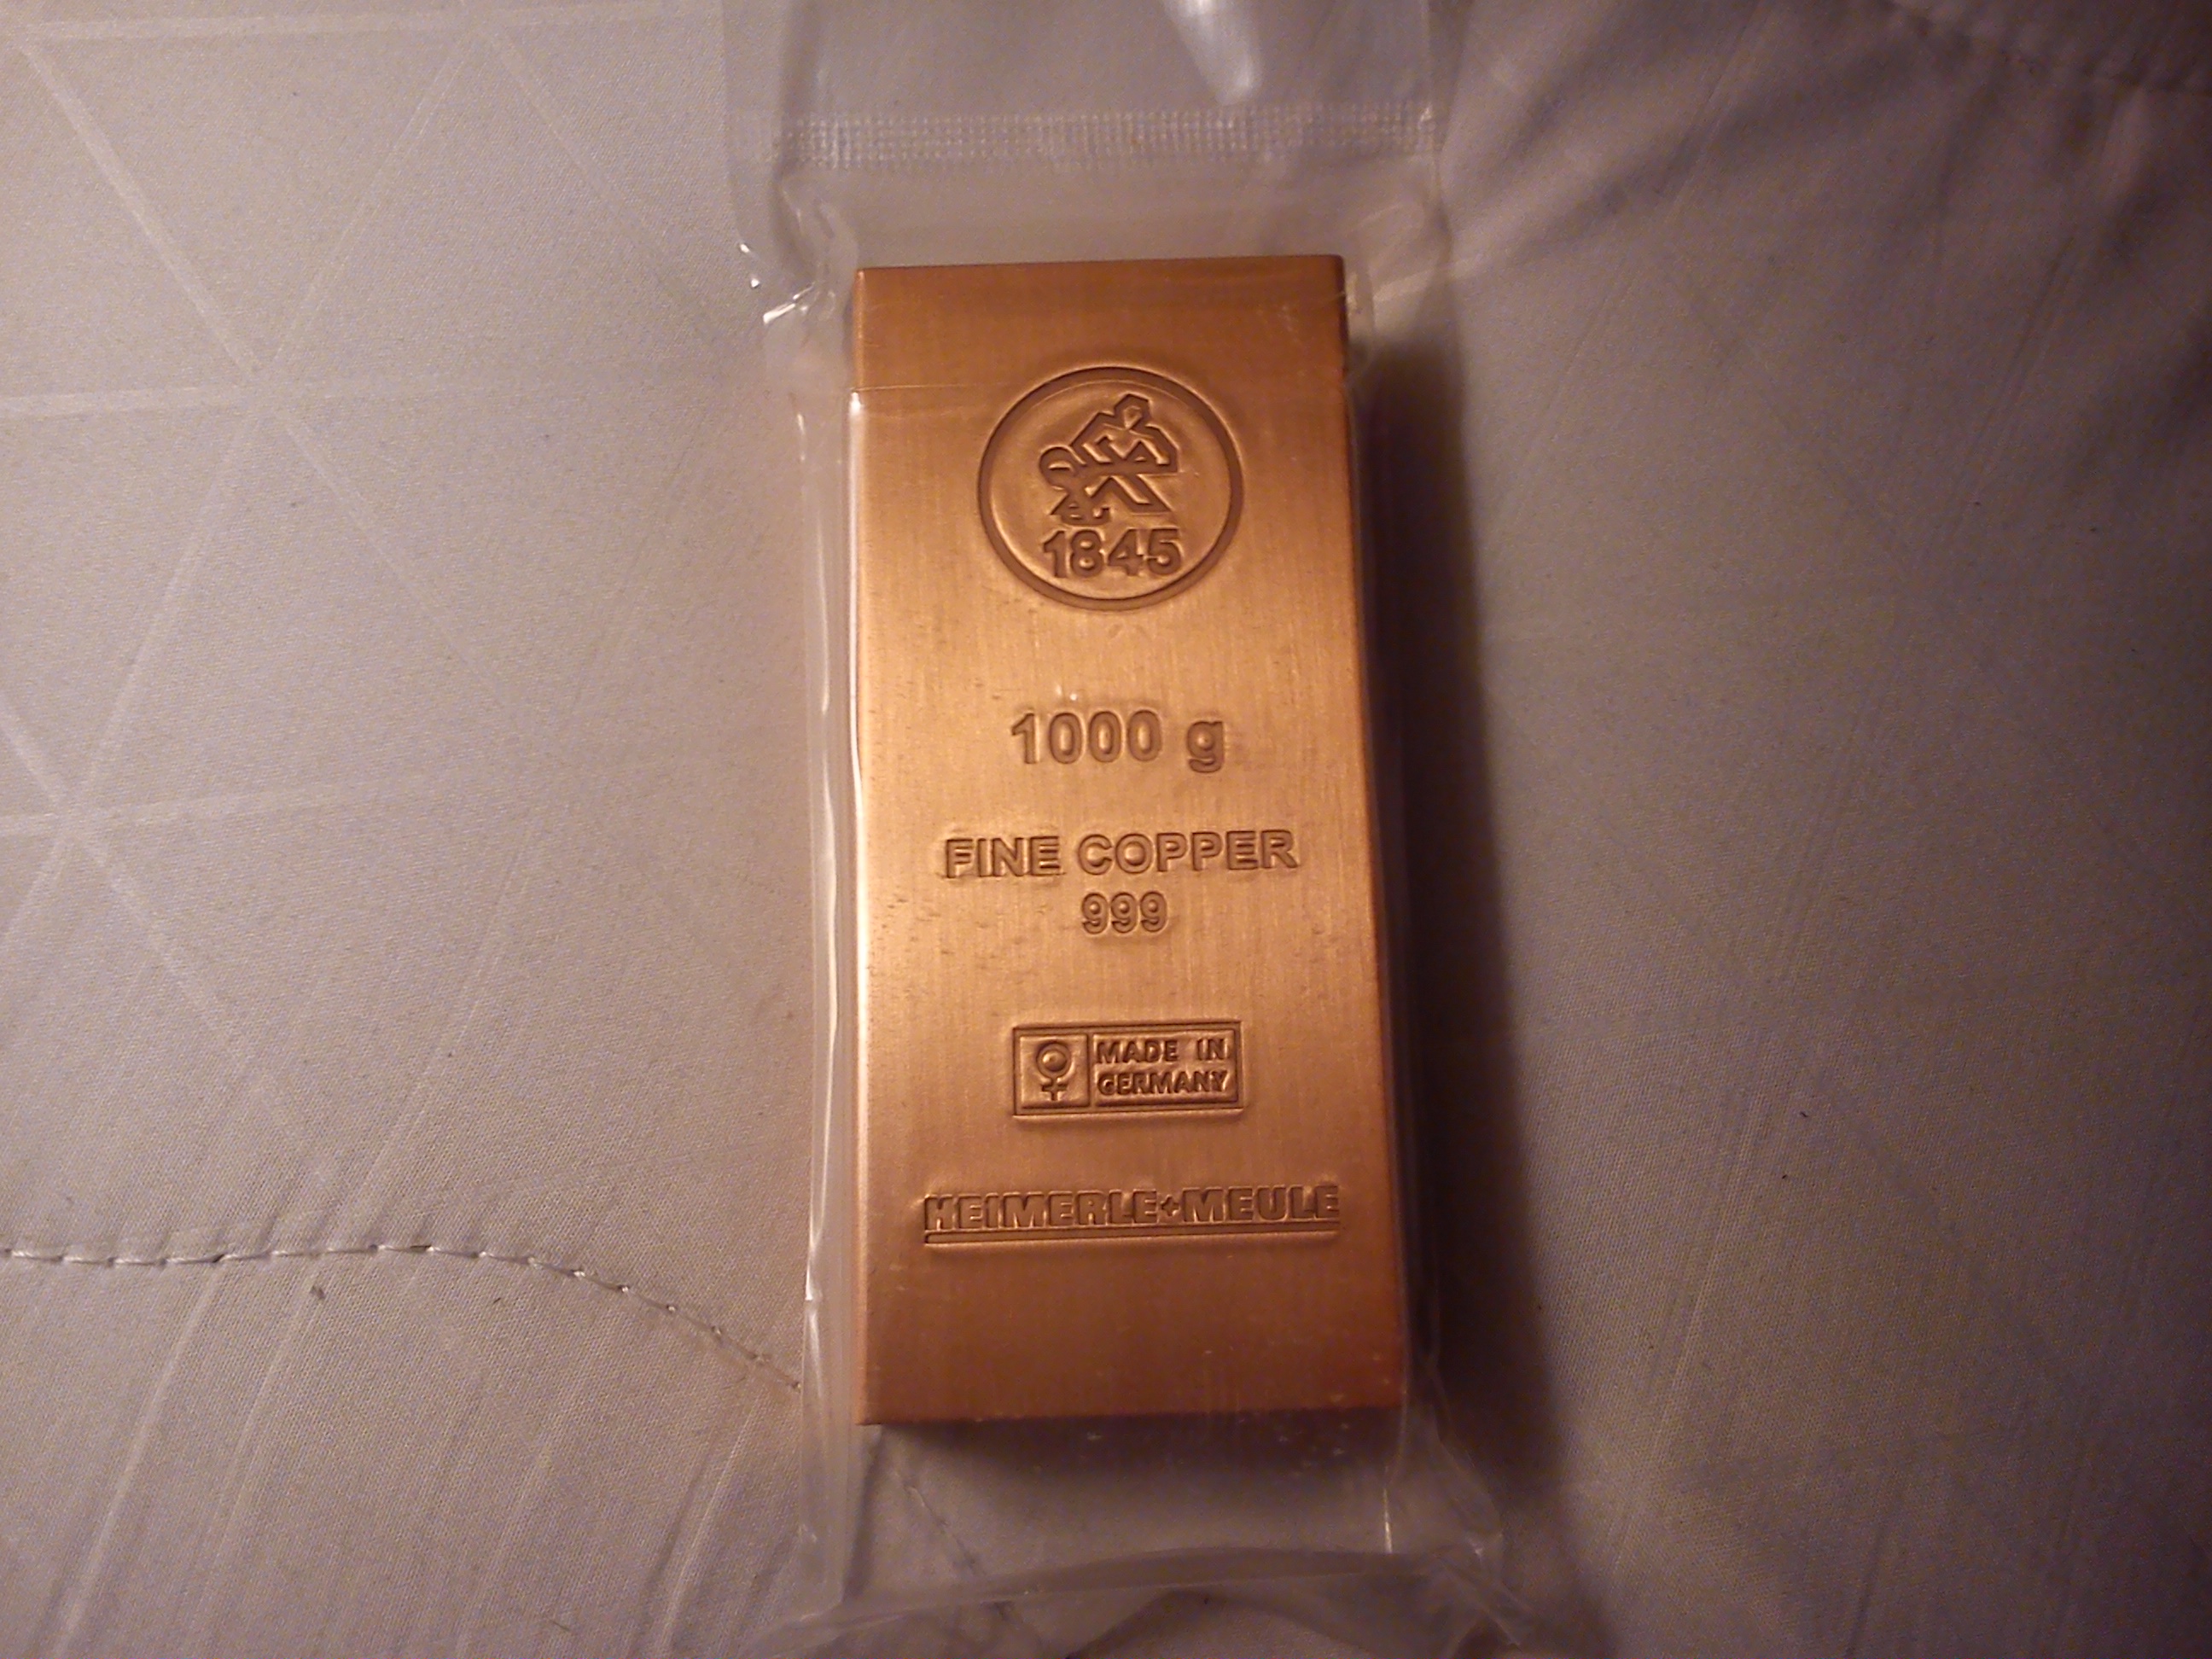 1845
1000 g
FINE COPPER
999
MADE IN
GERMANY
HEIMERLE+MEULE